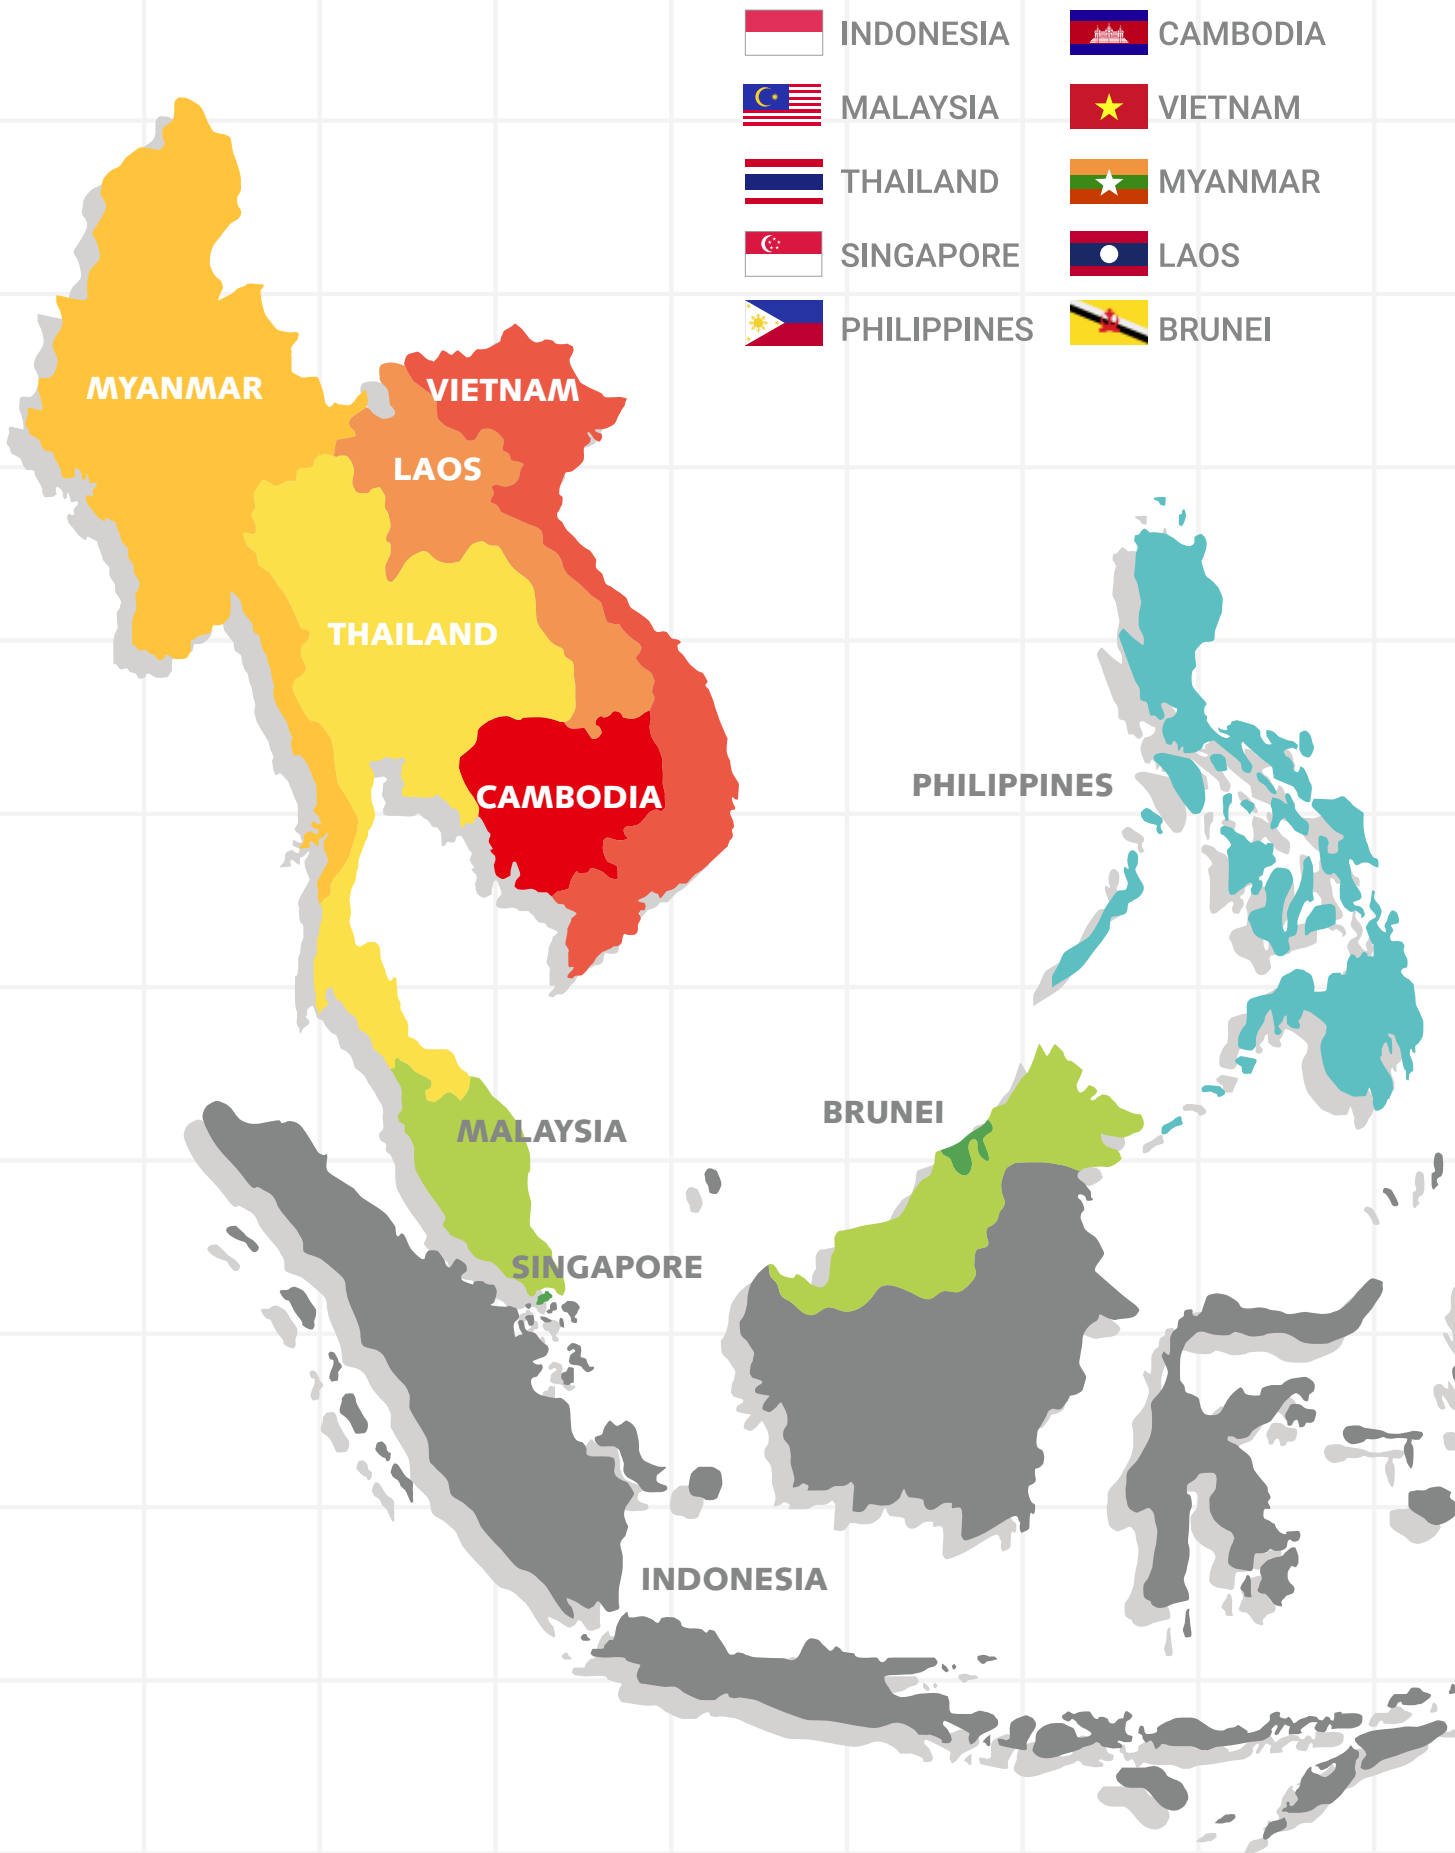 INDONESIA
CAMBODIA
MALAYSIA
VIETNAM
THAILAND
MYANMAR
SINGAPORE
LAOS
PHILIPPINES
BRUNEI
MYANMAR
VIETNAM
LAOS
THAILAND
PHILIPPINES
CAMBODIA
BRUNEI
MALAYSIA
SINGAPORE
INDONESIA